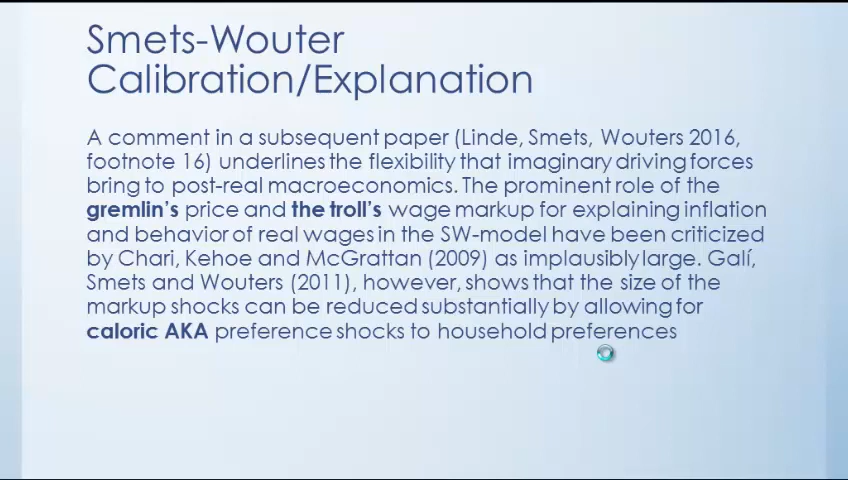 Smets-Wouter
Calibration/Explanation
A comment in a subsequent paper (Linde, Smets, Wouters 2016,
footnote 16) underlines the flexibility that imaginary driving forces
bring to post-real macroeconomics. The prominent role of the
gremlin's price and the troll's wage markup for explaining inflation
and behavior of real wages in the SW-model have been criticized
by Chari, Kehoe and McGrattan (2009) as implausibly large. Galí,
Smets and Wouters (2011), however, shows that the size of the
markup shocks can be reduced substantially by allowing for
caloric AKA preference shocks to household preferences